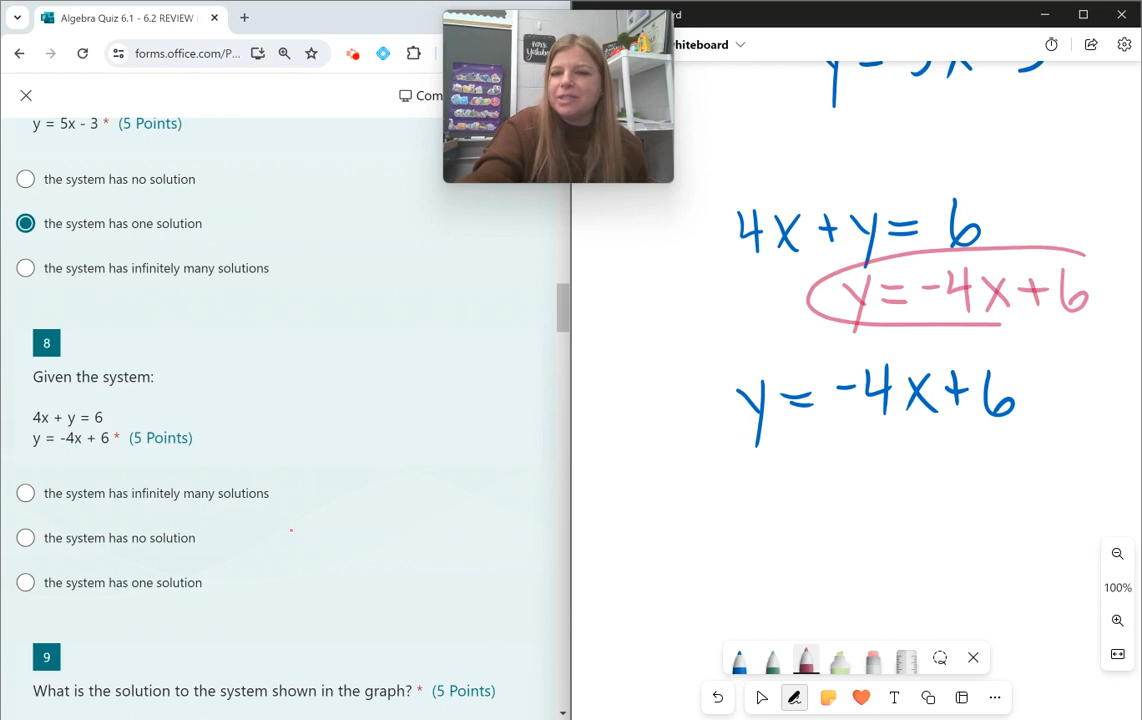 Algebra Quiz 6.1 - 6.2 REVIEW (
forms.office.com/P...
Com
y = 5x - 3 * (5 Points)
the system has no solution
the system has one solution
the system has infinitely many solutions
8
Given the system:
4x + y = 6
y = -4x + 6 * (5 Points)
the system has infinitely many solutions
the system has no solution
the system has one solution
9
What is the solution to the system shown in the graph? * (5 Points)
rd
hiteboard
4x + y = 6
y = -4x + 6
y = -4x + 6
100%
T